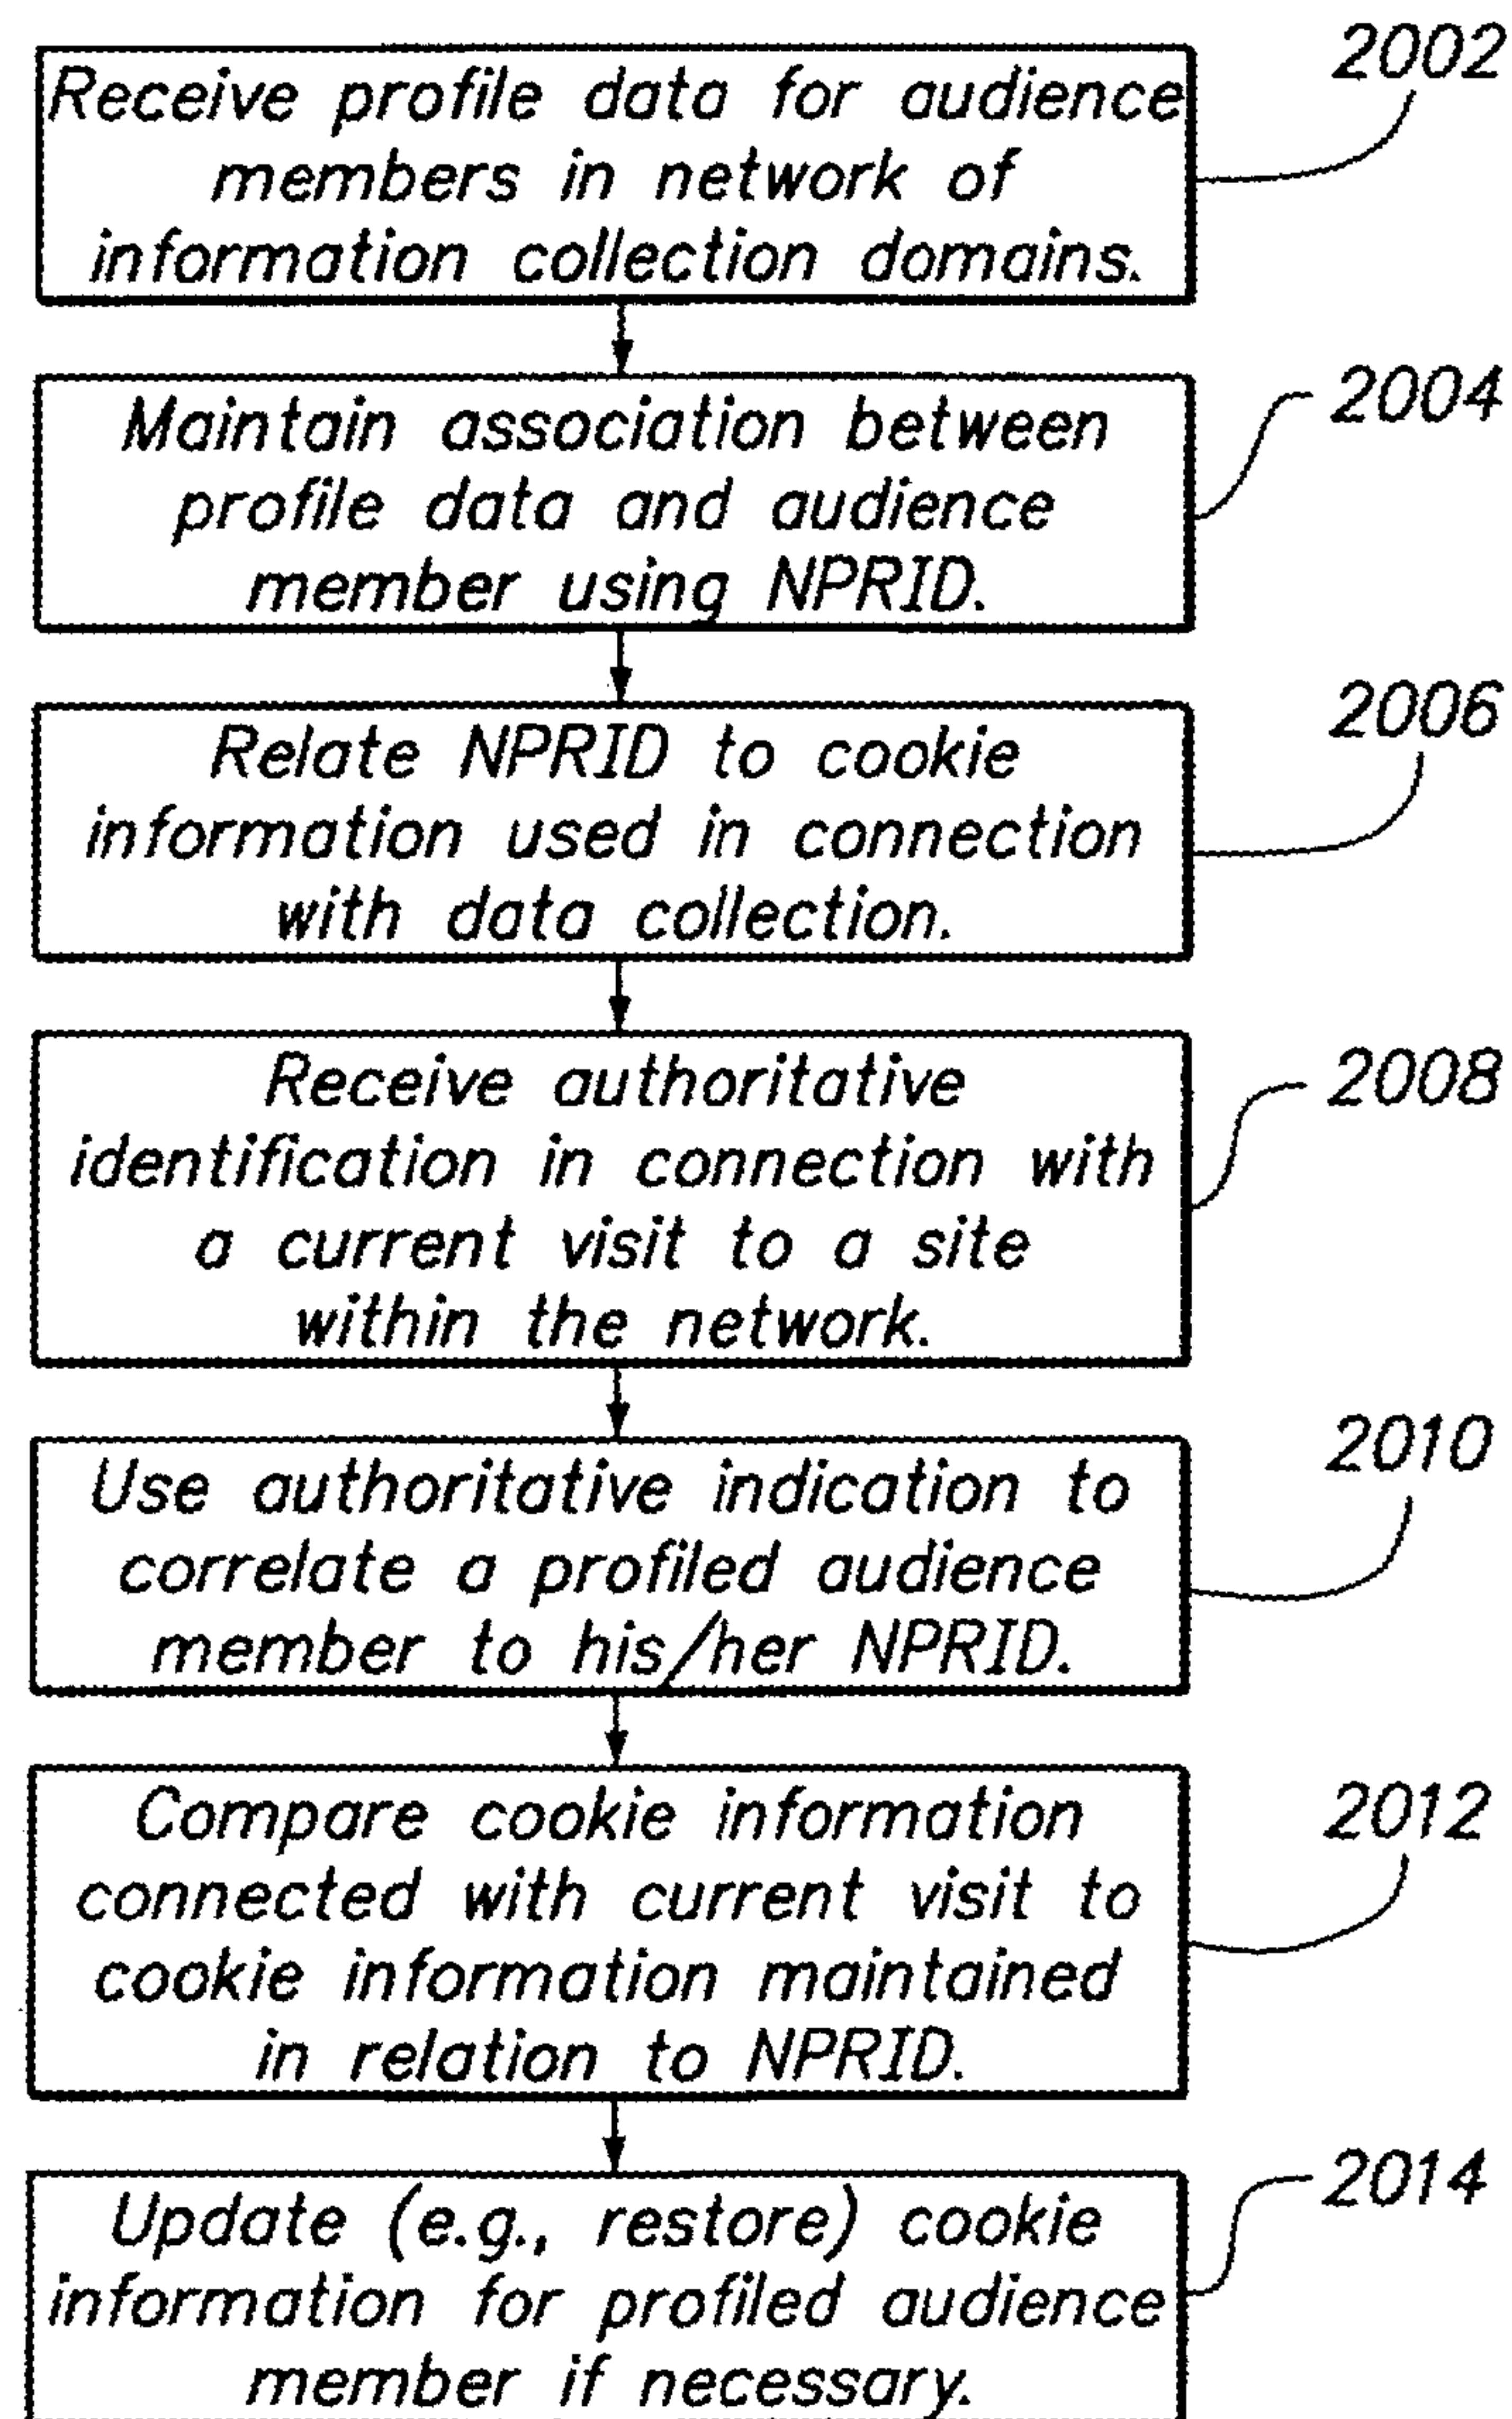 2002
Receive profile data for audience
members in network of
information collection domains.
2004
Maintain association between
profile data and audience
member using NPRID.
2006
Relate NPRID to cookie
information used in connection
with data collection.
2008
Receive authoritative
identification in connection with
a current visit to a site
within the network.
2010
Use authoritative indication to
correlate a profiled audience
member to his/her NPRID.
2012
Compare cookie information
connected with current visit to
cookie information maintained
in relation to NPRID.
2014
Update (e.g., restore) cookie
information for profiled audience
member if necessary.